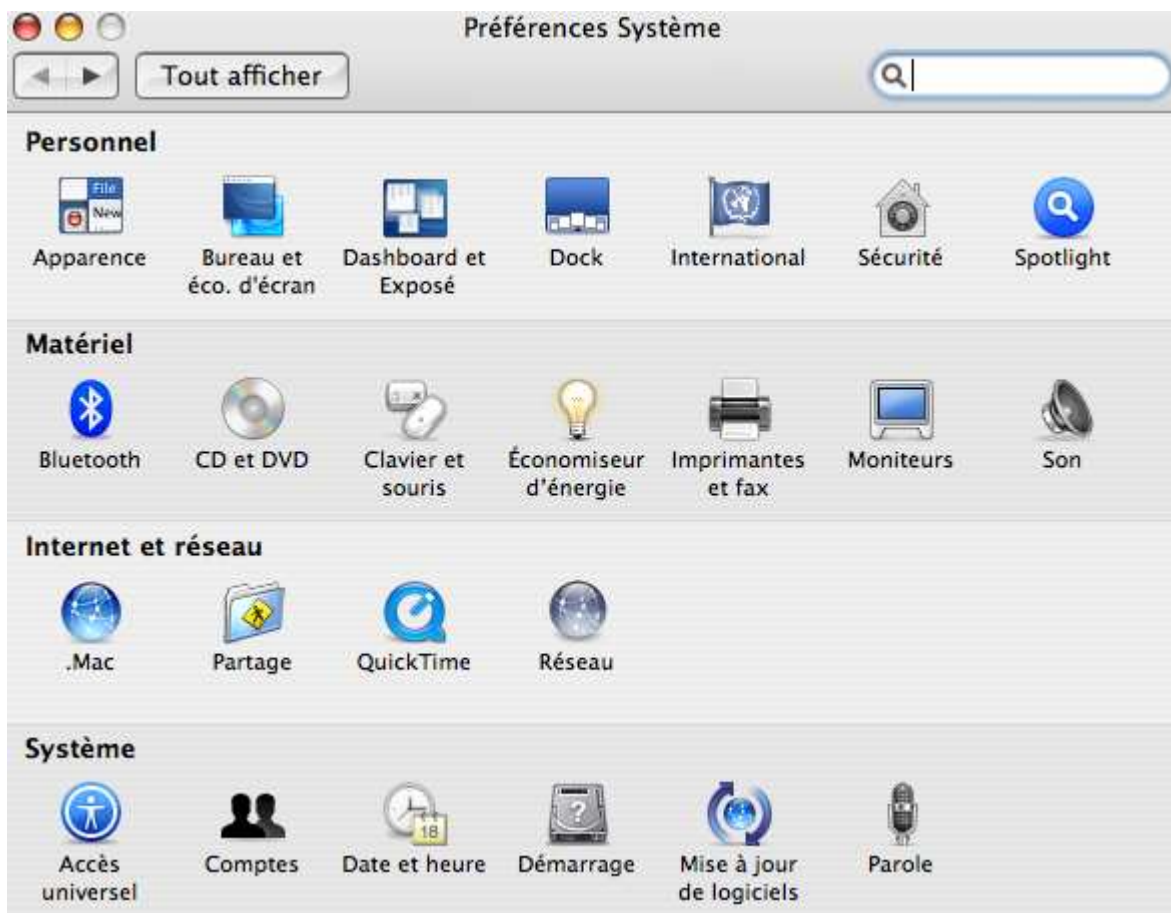 Préférences Système
Tout afficher
Personnel
File
New
Apparence
Bureau et
éco. d'écran
Dashboard et
Exposé
Dock
International
Sécurité
Spotlight
Matériel
Bluetooth
CD et DVD
Clavier et
souris
Économiseur
d'énergie
Imprimantes
et fax
Moniteurs
Son
Internet et réseau
.Mac
Partage
QuickTime
Réseau
Système
Accès
universel
Comptes
18
Date et heure
?
Démarrage
Mise à jour
de logiciels
Parole